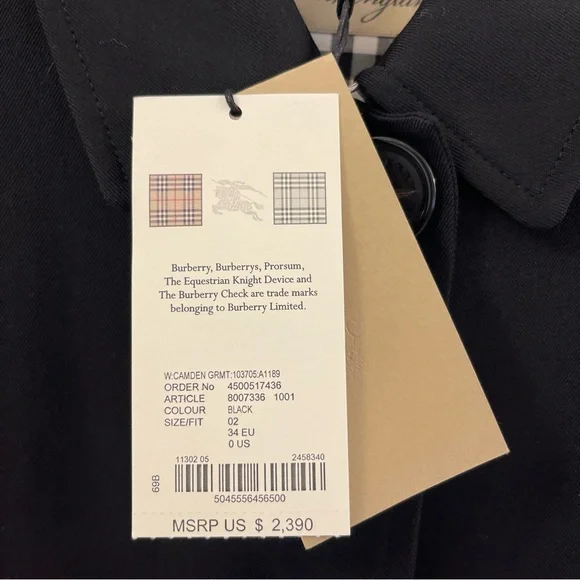 England
Burberry, Burberrys, Prorsum,
The Equestrian Knight Device and
The Burberry Check are trade marks
belonging to Burberry Limited.
W:CAMDEN GRMT:103705:A1189
ORDER No 4500517436
ARTICLE 8007336 1001
COLOUR BLACK
SIZE/FIT 02
34 EU
0 US
11302 05 2458340
69B
5045556456500
MSRP US $ 2,390